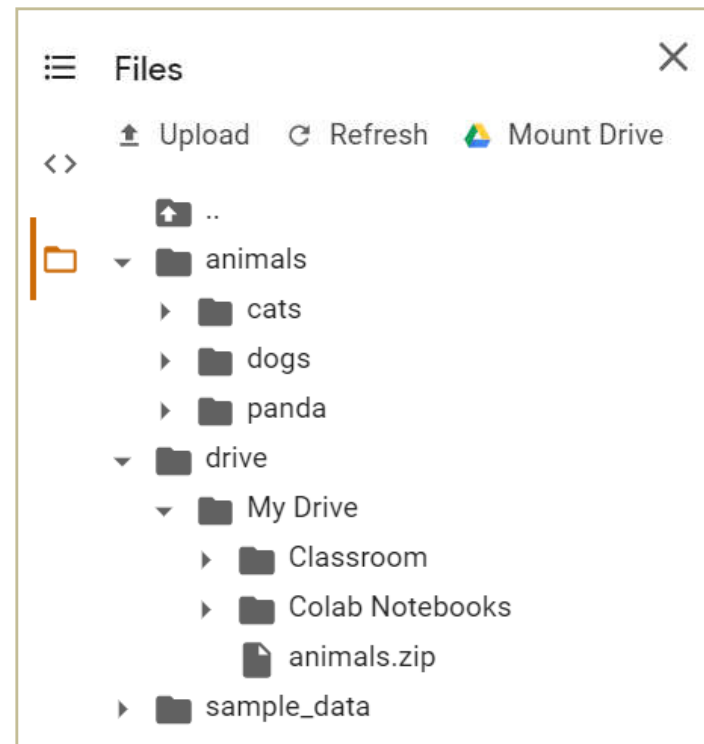 Files
Upload Refresh Mount Drive
..
animals
cats
dogs
panda
drive
My Drive
Classroom
Colab Notebooks
animals.zip
sample_data